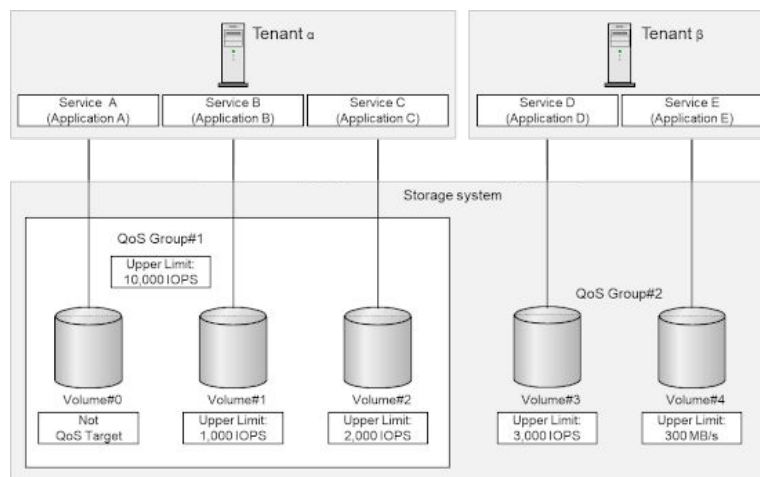 Tenant α
Tenant β
Service A
(Application A)
Service B
(Application B)
Service C
(Application C)
Service D
(Application D)
Service E
(Application E)
Storage system
QoS Group#1
Upper Limit:
10,000 IOPS
QoS Group#2
Volume#0
Volume#1
Volume#2
Volume#3
Volume#4
Not
QoS Target
Upper Limit:
1,000 IOPS
Upper Limit:
2,000 IOPS
Upper Limit:
3,000 IOPS
Upper Limit:
300 MB/s